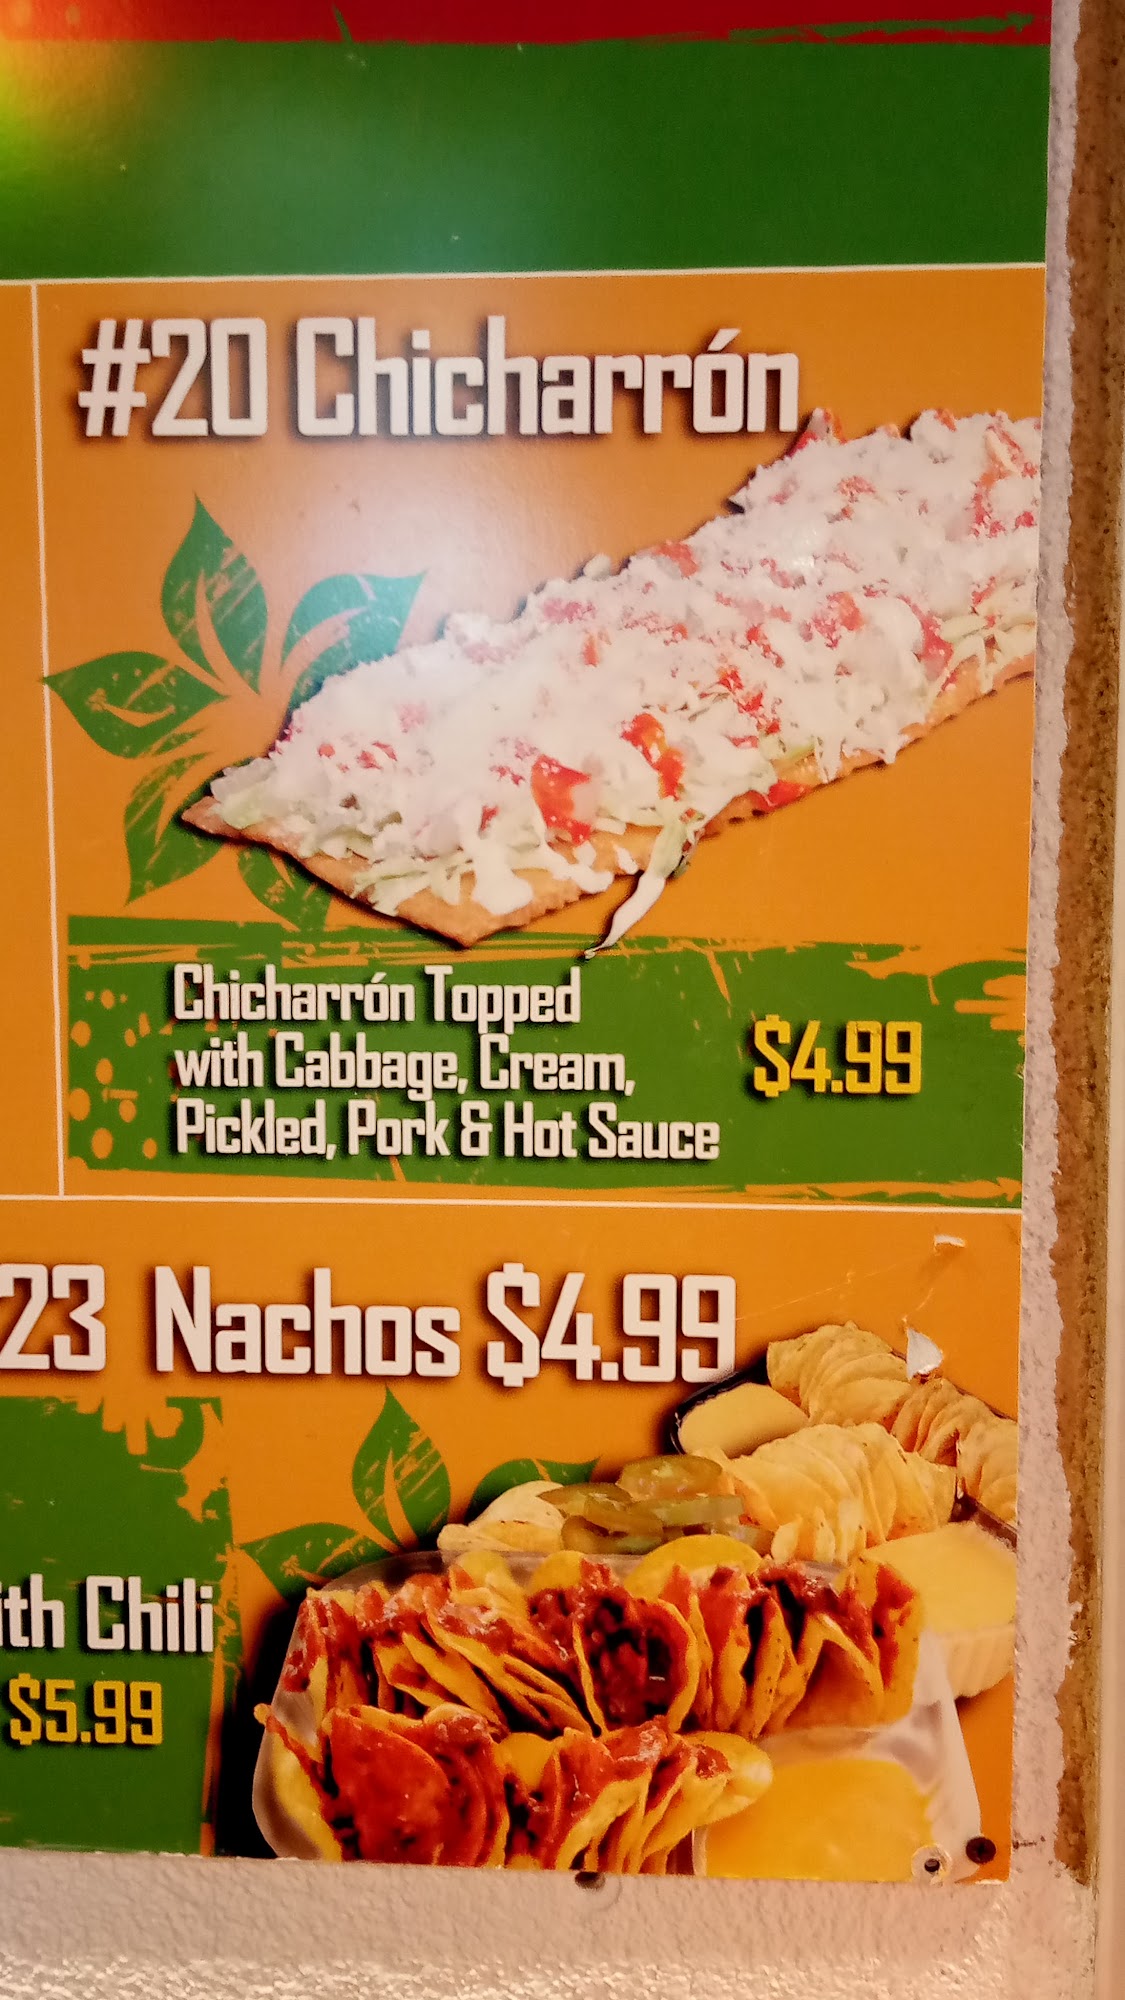 #20 Chicharrón
Chicharrón Topped
with Cabbage, Cream,
Pickled, Pork & Hot Sauce
$4.99
23 Nachos $4.99
Chili
$5.99